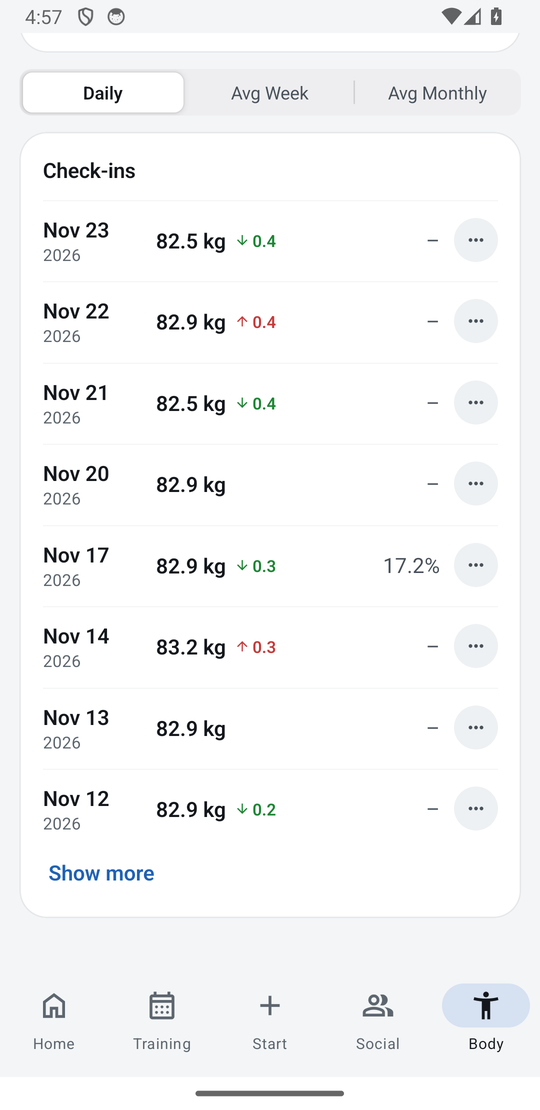 4:57
Daily
Avg Week
Avg Monthly
Check-ins
Nov 23
2026
82.5 kg ↓ 0.4
–
Nov 22
2026
82.9 kg ↑ 0.4
–
Nov 21
2026
82.5 kg ↓ 0.4
–
Nov 20
2026
82.9 kg
–
Nov 17
2026
82.9 kg ↓ 0.3
17.2%
Nov 14
2026
83.2 kg ↑ 0.3
–
Nov 13
2026
82.9 kg
–
Nov 12
2026
82.9 kg ↓ 0.2
–
Show more
Home
Training
Start
Social
Body